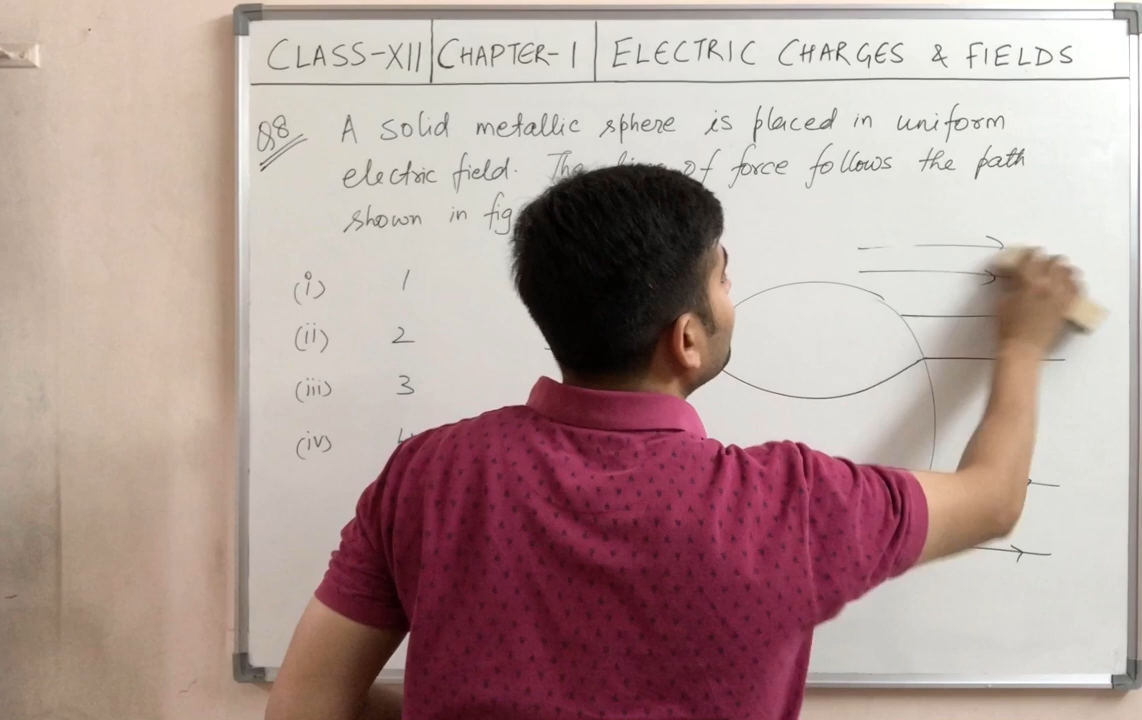 CLASS-XII CHAPTER-1 ELECTRIC CHARGES & FIELDS
Q8 A solid metallic sphere is placed in uniform
electric field. The of force follows the path
shown in fig
(i) 1
(ii) 2
(iii) 3
(iv)